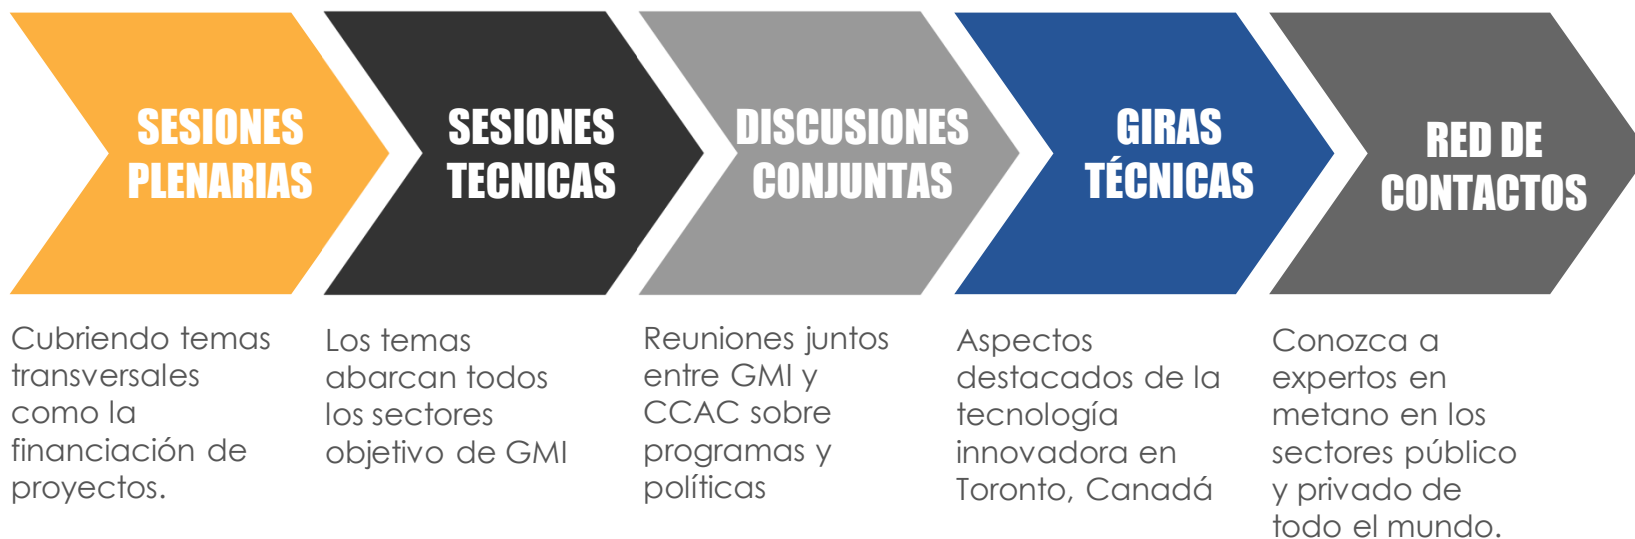 SESIONES
PLENARIAS
SESIONES
TECNICAS
DISCUSIONES
CONJUNTAS
GIRAS
TÉCNICAS
RED DE
CONTACTOS
Cubriendo temas
transversales
como la
financiación de
proyectos.
Los temas
abarcan todos
los sectores
objetivo de GMI
Reuniones juntos
entre GMI y
CCAC sobre
programas y
políticas
Aspectos
destacados de la
tecnología
innovadora en
Toronto, Canadá
Conozca a
expertos en
metano en los
sectores público
y privado de
todo el mundo.